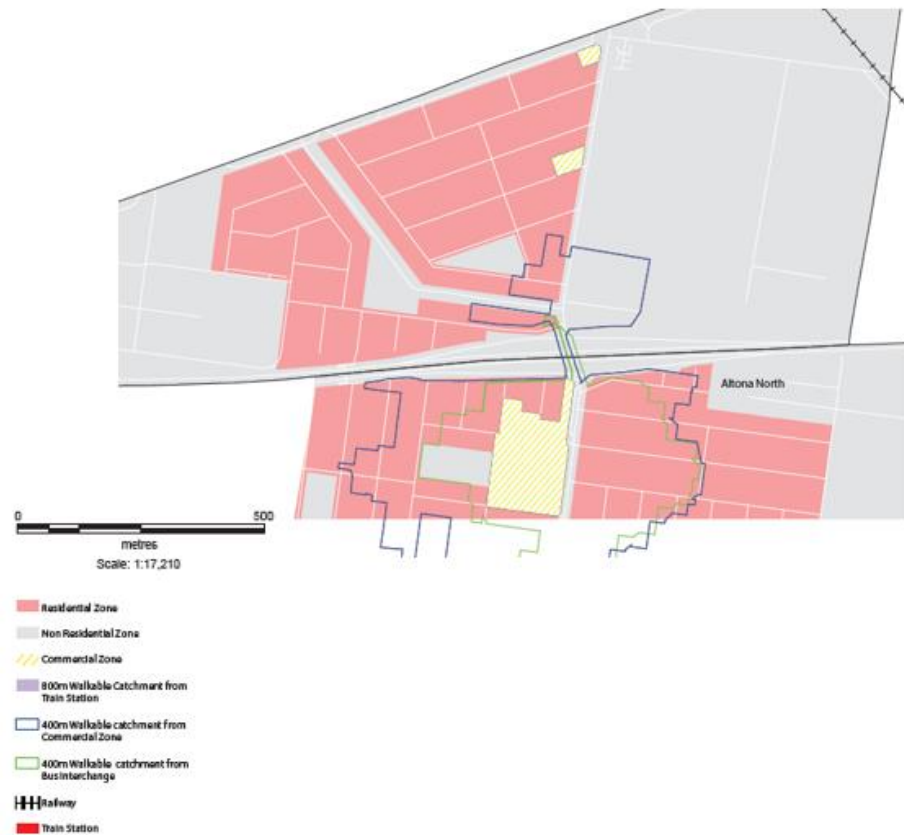 Altona North
0 500
metres
Scale: 1:17,210
Residential Zone
Non Residential Zone
Commercial Zone
800m Walkable Catchment from
Train Station
400m Walkable catchment from
Commercial Zone
400m Walkable catchment from
Bus Interchange
Railway
Train Station